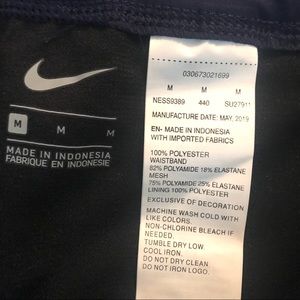 M M M
MADE IN INDONESIA
FABRIQUE EN INDONESIE
030673021699
M M M
NESS9389 440 SU27911
MANUFACTURE DATE: MAY, 2019
EN- MADE IN INDONESIA
WITH IMPORTED FABRICS
100% POLYESTER
WAISTBAND
82% POLYAMIDE 18% ELASTANE
MESH
75% POLYAMIDE 25% ELASTANE
LINING 100% POLYESTER
EXCLUSIVE OF DECORATION
MACHINE WASH COLD WITH
LIKE COLORS.
NON-CHLORINE BLEACH IF
NEEDED.
TUMBLE DRY LOW.
COOL IRON.
DO NOT DRY CLEAN
DO NOT IRON LOGO.